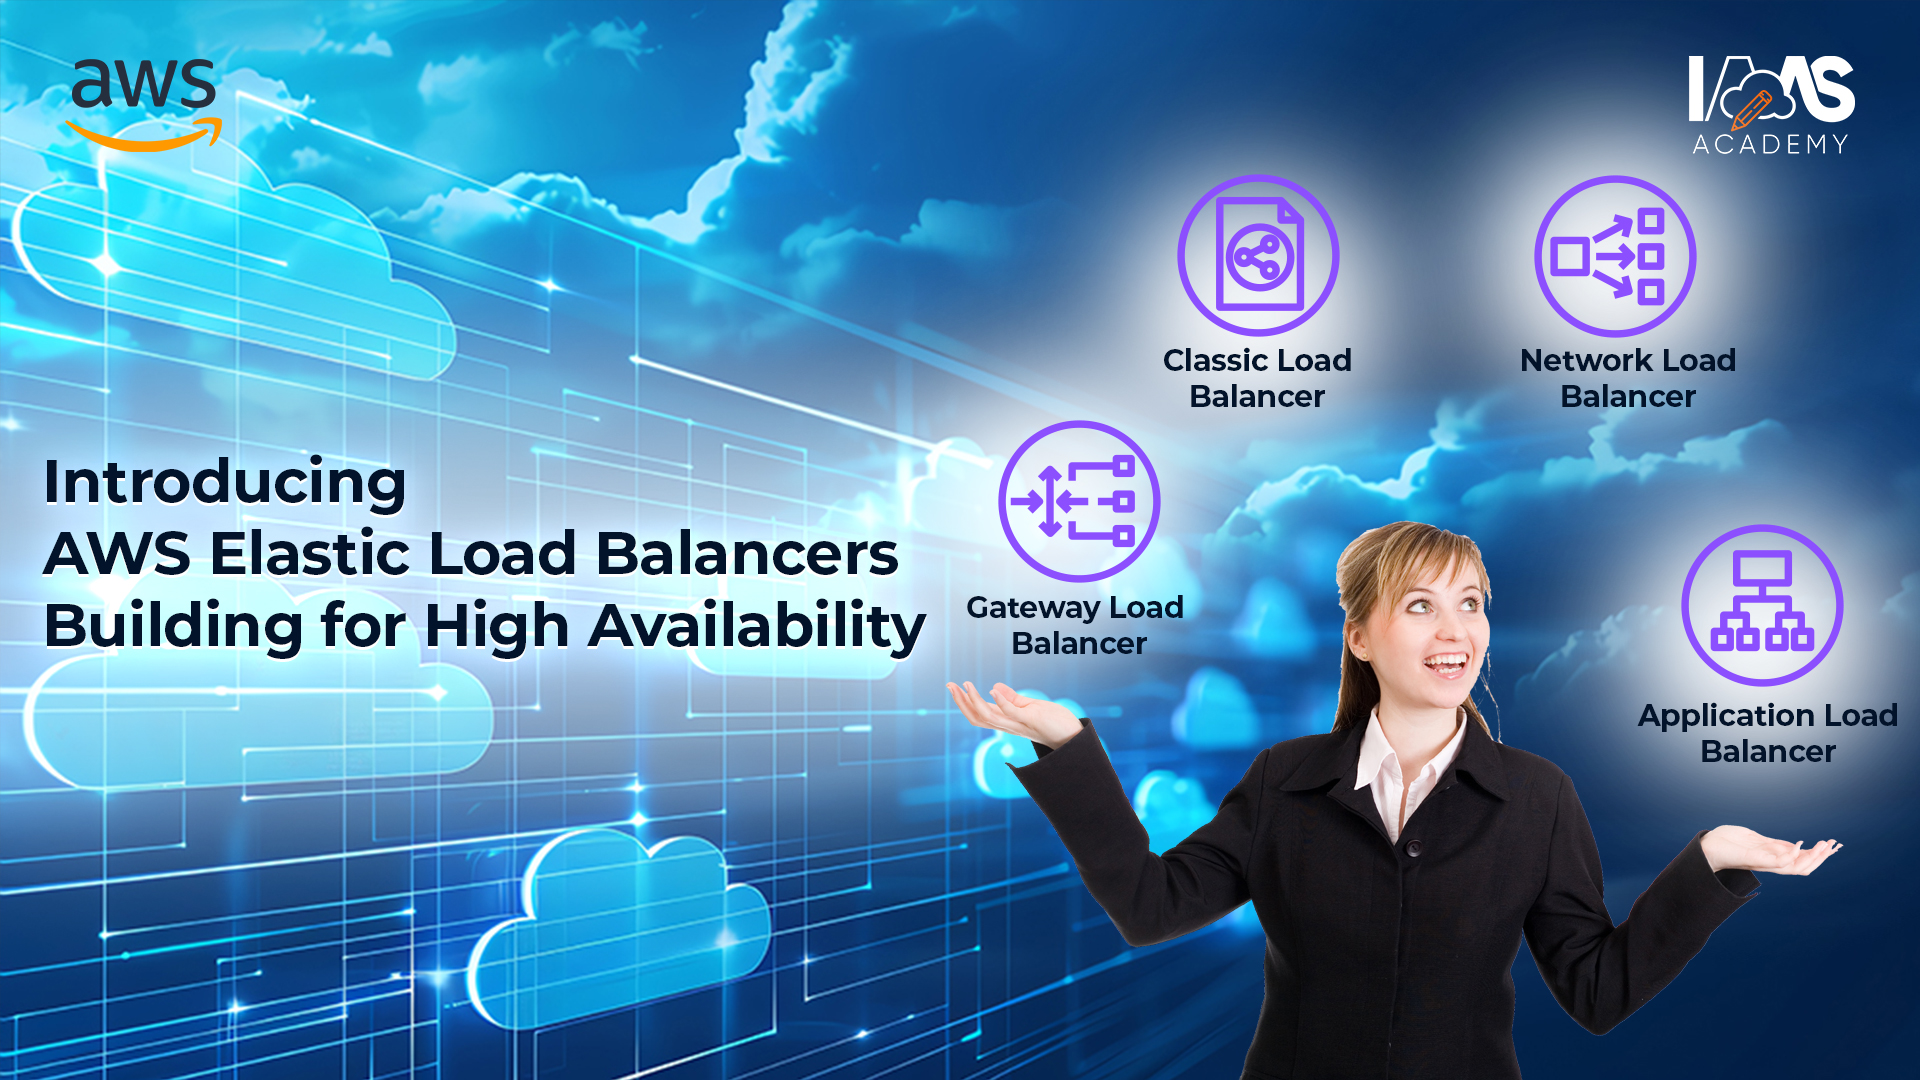 aws
IAAS
ACADEMY
Classic Load
Balancer
Network Load
Balancer
Introducing
AWS Elastic Load Balancers
Building for High Availability
Gateway Load
Balancer
Application Load
Balancer